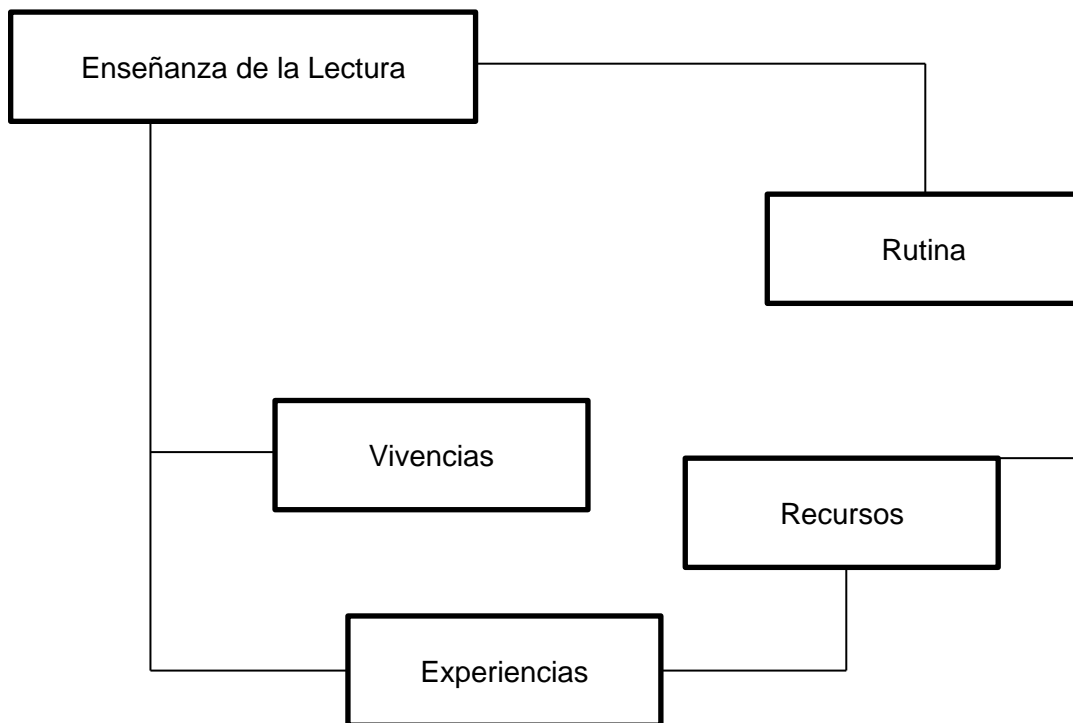 Enseñanza de la Lectura
Rutina
Vivencias
Recursos
Experiencias